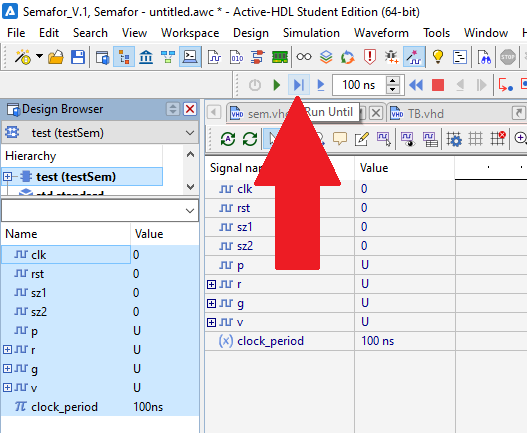 Semafor_V.1, Semafor - untitled.awc * - Active-HDL Student Edition (64-bit)
File Edit Search View Workspace Design Simulation Waveform Tools W
100 ns
Design Browser
test (testSem)
Hierarchy
test (testSem)
std.standard
Name Value
clk 0
rst 0
sz1 0
sz2 0
p U
r U
g U
v U
clock_period 100ns
sem.vhd
Run Until
TB.vhd
Signal name Value
clk 0
rst 0
sz1 0
sz2 0
p U
r U
g U
v U
clock_period 100 ns